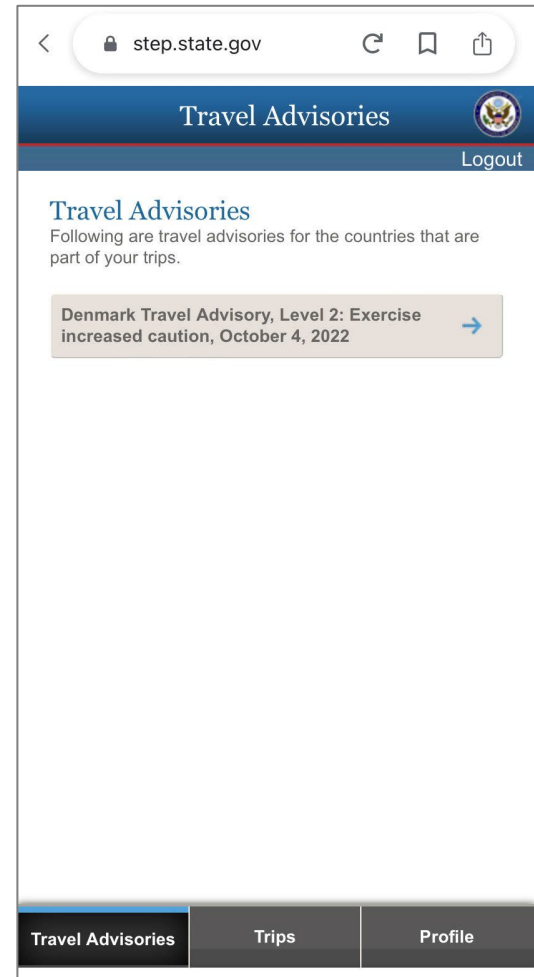 step.state.gov
Travel Advisories
Logout
Travel Advisories
Following are travel advisories for the countries that are
part of your trips.
Denmark Travel Advisory, Level 2: Exercise
increased caution, October 4, 2022
Travel Advisories
Trips
Profile